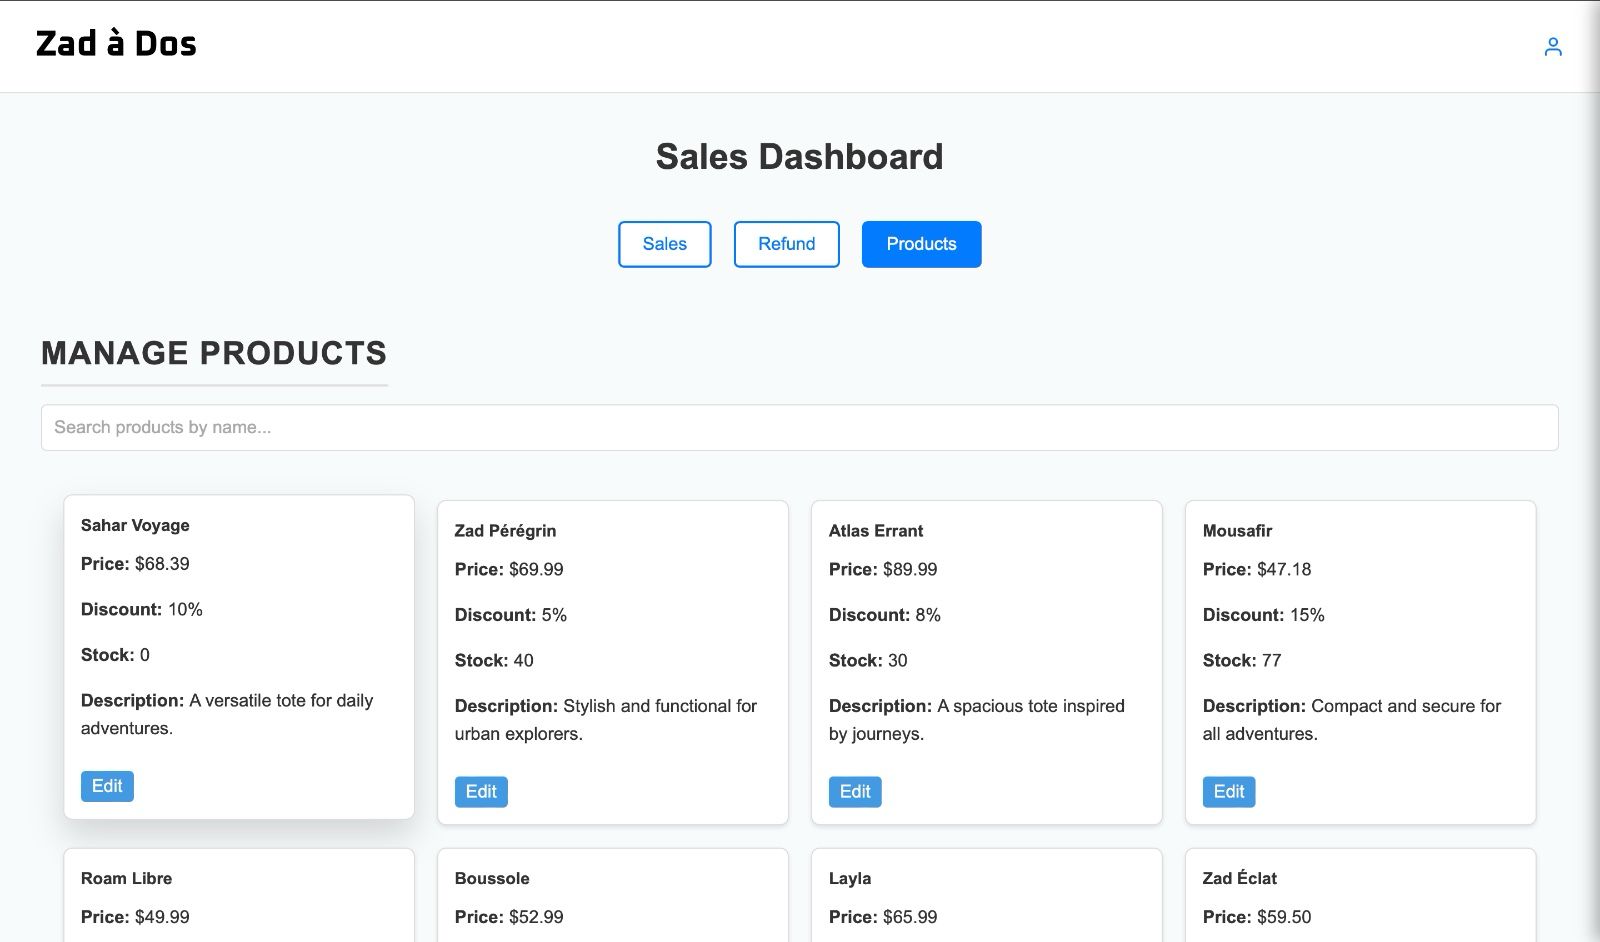 Zad à Dos
Sales Dashboard
Sales
Refund
Products
MANAGE PRODUCTS
Search products by name...
Sahar Voyage
Price: $68.39
Discount: 10%
Stock: 0
Description: A versatile tote for daily
adventures.
Edit
Zad Pérégrin
Price: $69.99
Discount: 5%
Stock: 40
Description: Stylish and functional for
urban explorers.
Edit
Atlas Errant
Price: $89.99
Discount: 8%
Stock: 30
Description: A spacious tote inspired
by journeys.
Edit
Mousafir
Price: $47.18
Discount: 15%
Stock: 77
Description: Compact and secure for
all adventures.
Edit
Roam Libre
Price: $49.99
Boussole
Price: $52.99
Layla
Price: $65.99
Zad Éclat
Price: $59.50